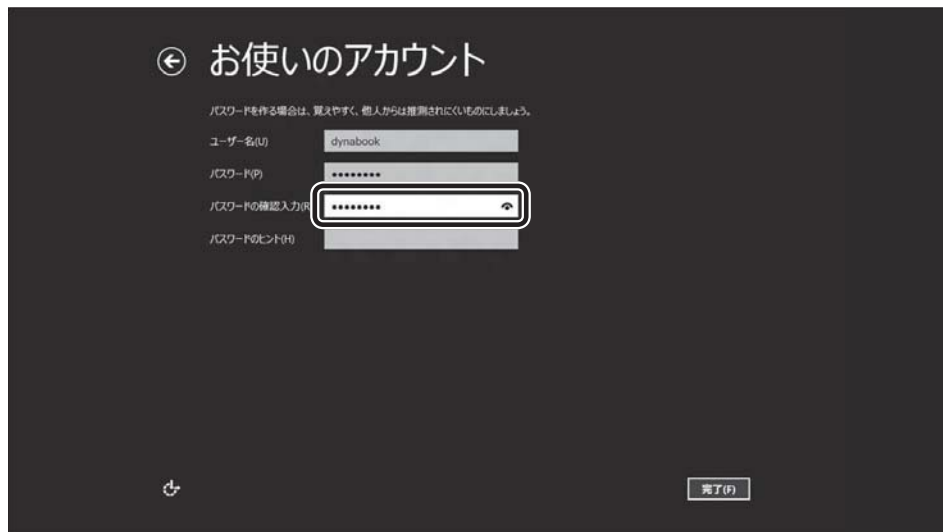 お使いのアカウント
パスワードを作る場合は、覚えやすく、他人からは推測されにくいものにしましょう。
ユーザー名(U) dynabook
パスワード(P) ••••••••
パスワードの確認入力(R ••••••••
パスワードのヒント(H)
完了(F)